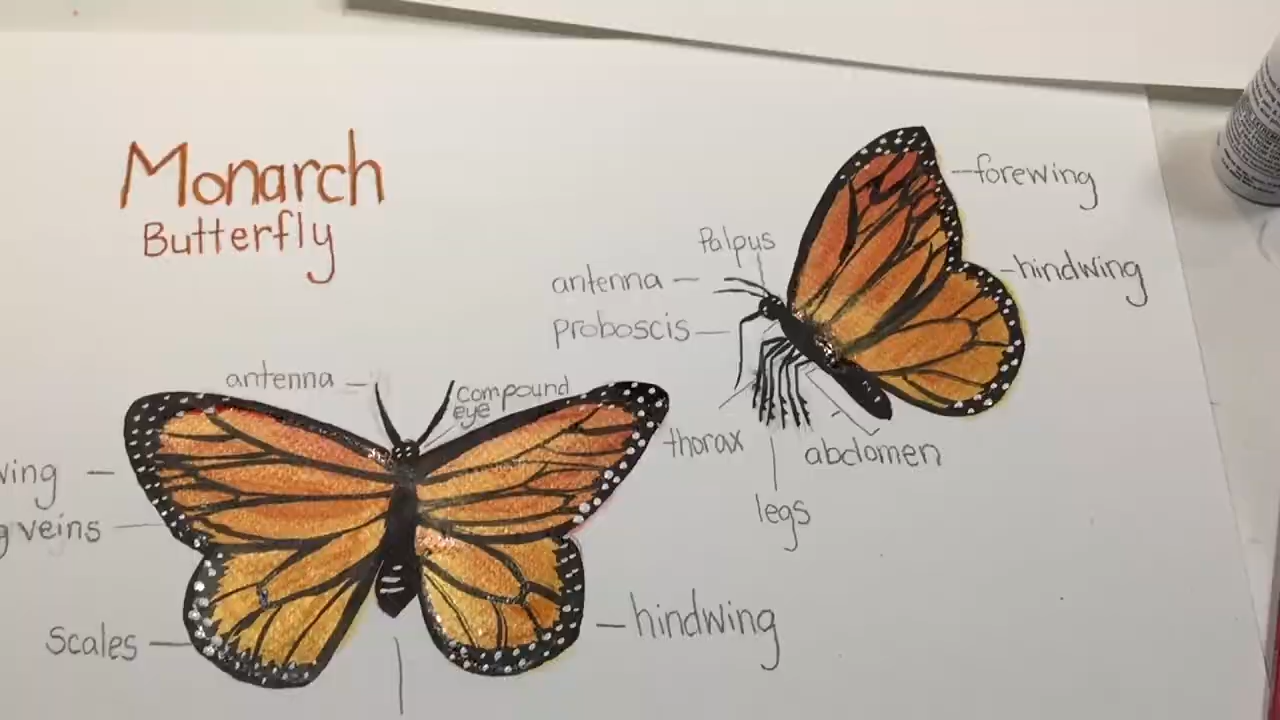 Monarch
Butterfly
forewing
Palpus
hindwing
antenna
proboscis
antenna
compound
eye
thorax
abdomen
wing
veins
legs
hindwing
Scales